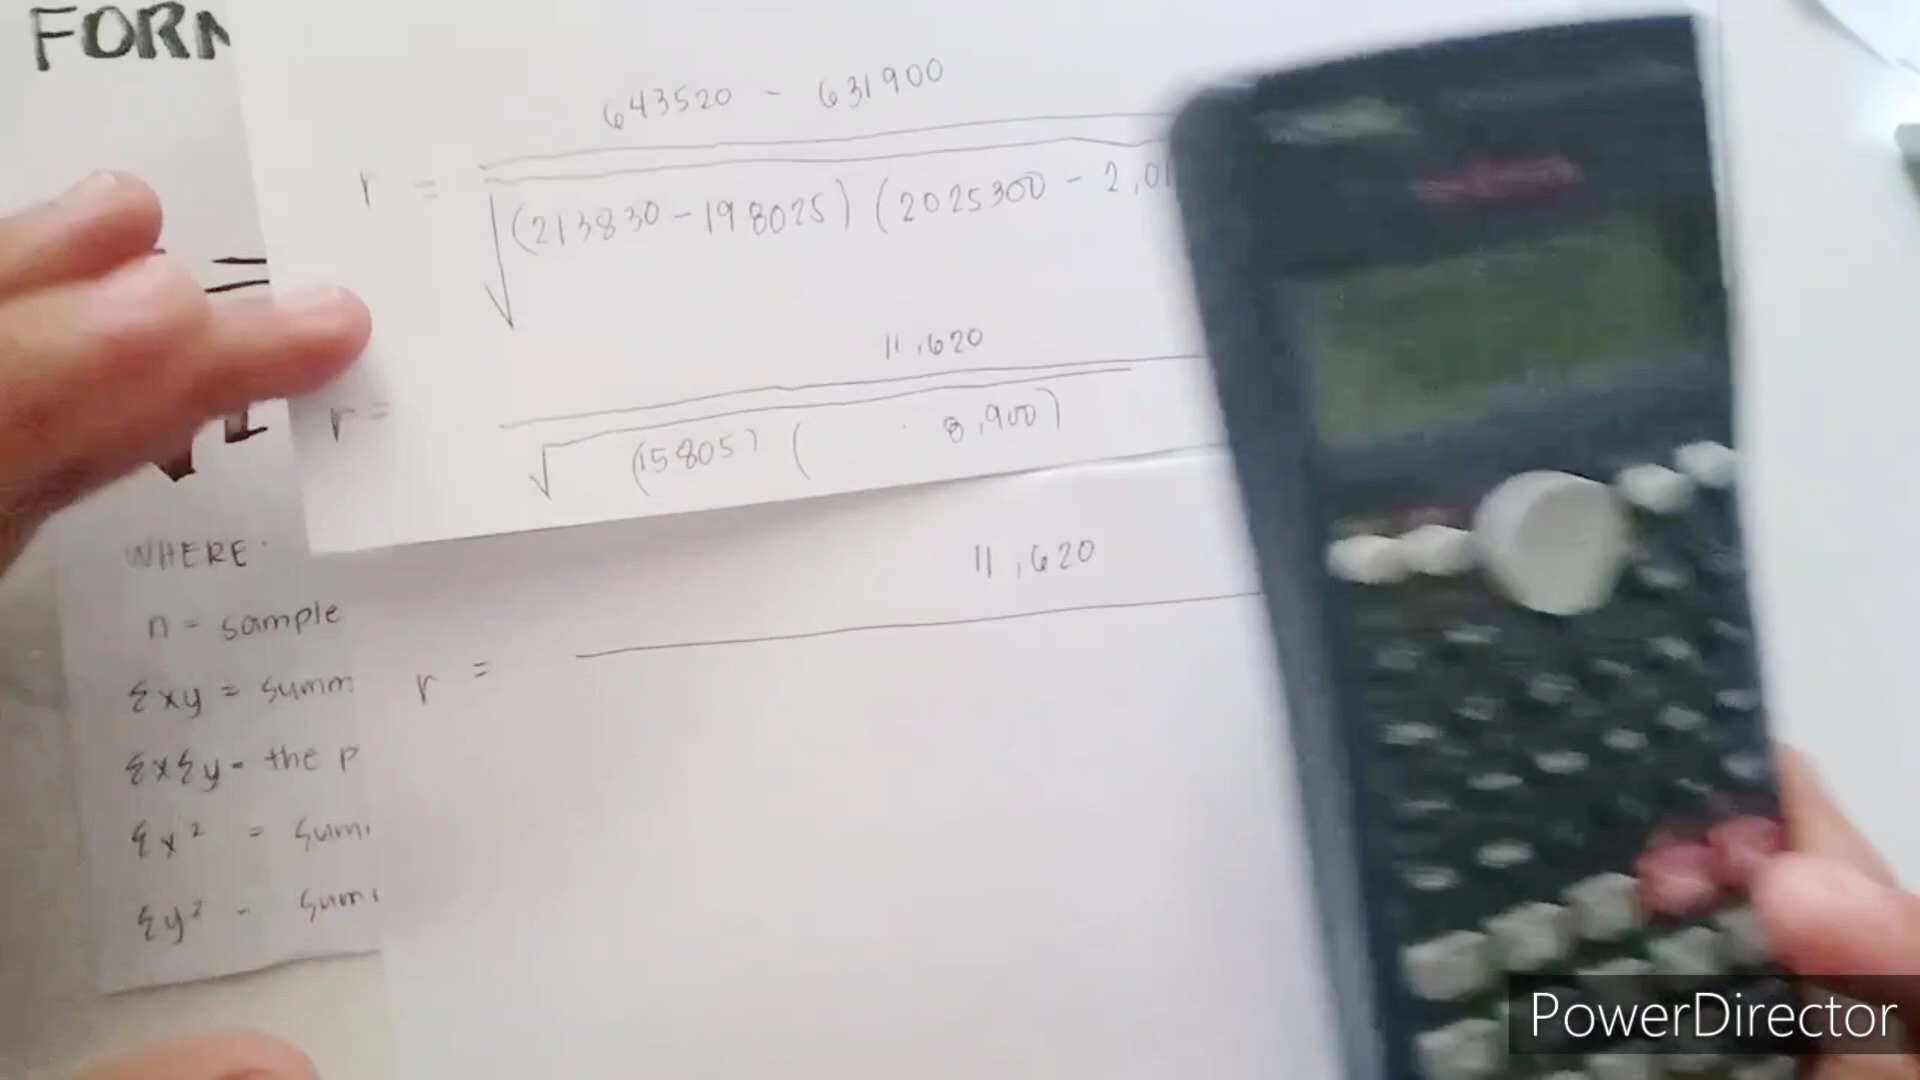 FORM
643520 - 631900
r =
√(213830-198025) (2025300 - 2,01
11,620
r =
√ (15805) ( 8,900)
11,620
r =
=
WHERE:
n = sample
Σxy = summ
ΣxΣy - the p
Σx² = sum
Σy² - sum
PowerDirector